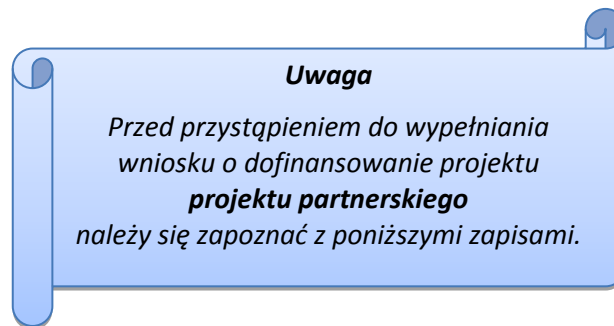 Uwaga
Przed przystąpieniem do wypełniania
wniosku o dofinansowanie projektu
projektu partnerskiego
należy się zapoznać z poniższymi zapisami.